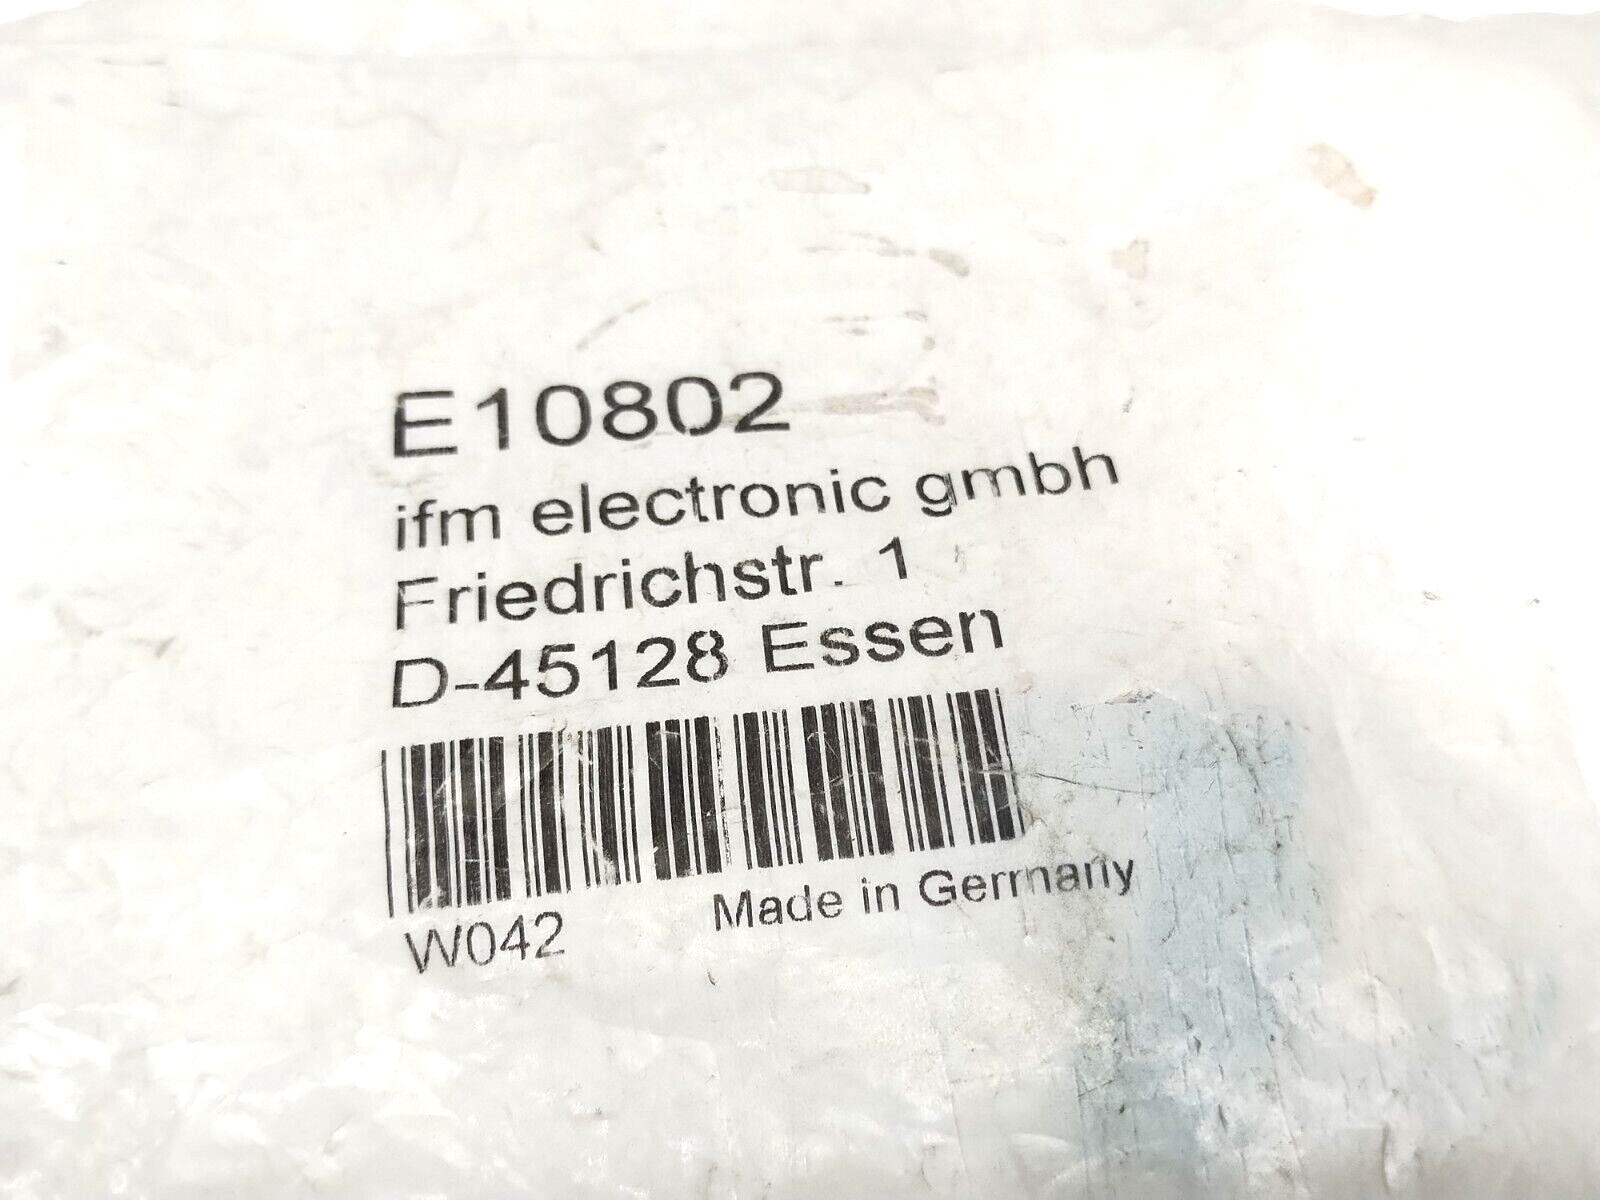 E10802
ifm electronic gmbh
Friedrichstr. 1
D-45128 Essen
W042
Made in Germany